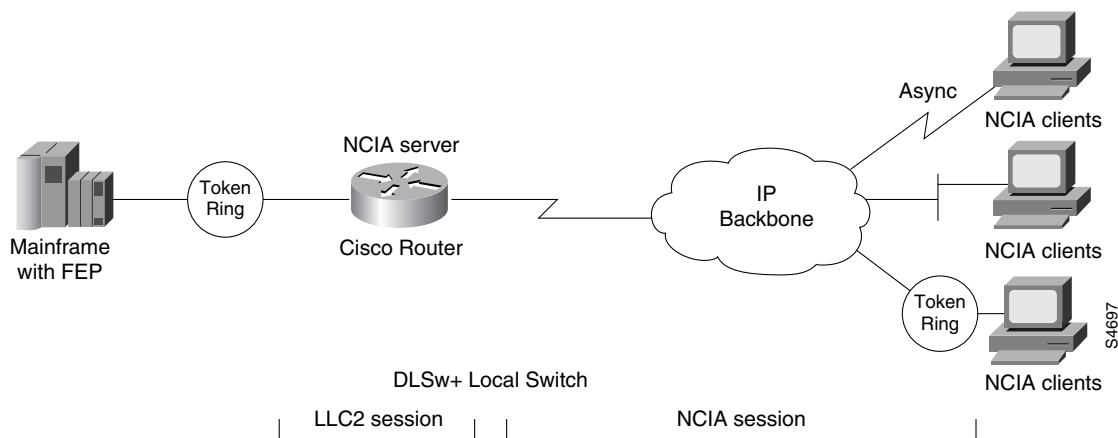 Async
NCIA clients
NCIA server
Token
Ring
IP
Backbone
Mainframe
with FEP
Cisco Router
NCIA clients
Token
Ring
NCIA clients
S4697
DLSw+ Local Switch
LLC2 session
NCIA session